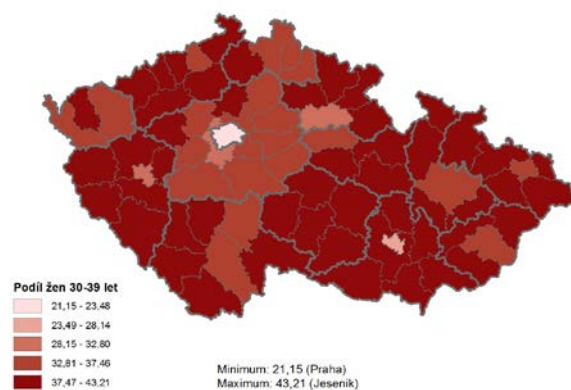 Podíl žen 30-39 let
21,15 - 23,48
23,49 - 28,14
28,15 - 32,80
32,81 - 37,46
37,47 - 43,21
Minimum: 21,15 (Praha)
Maximum: 43,21 (Jeseník)